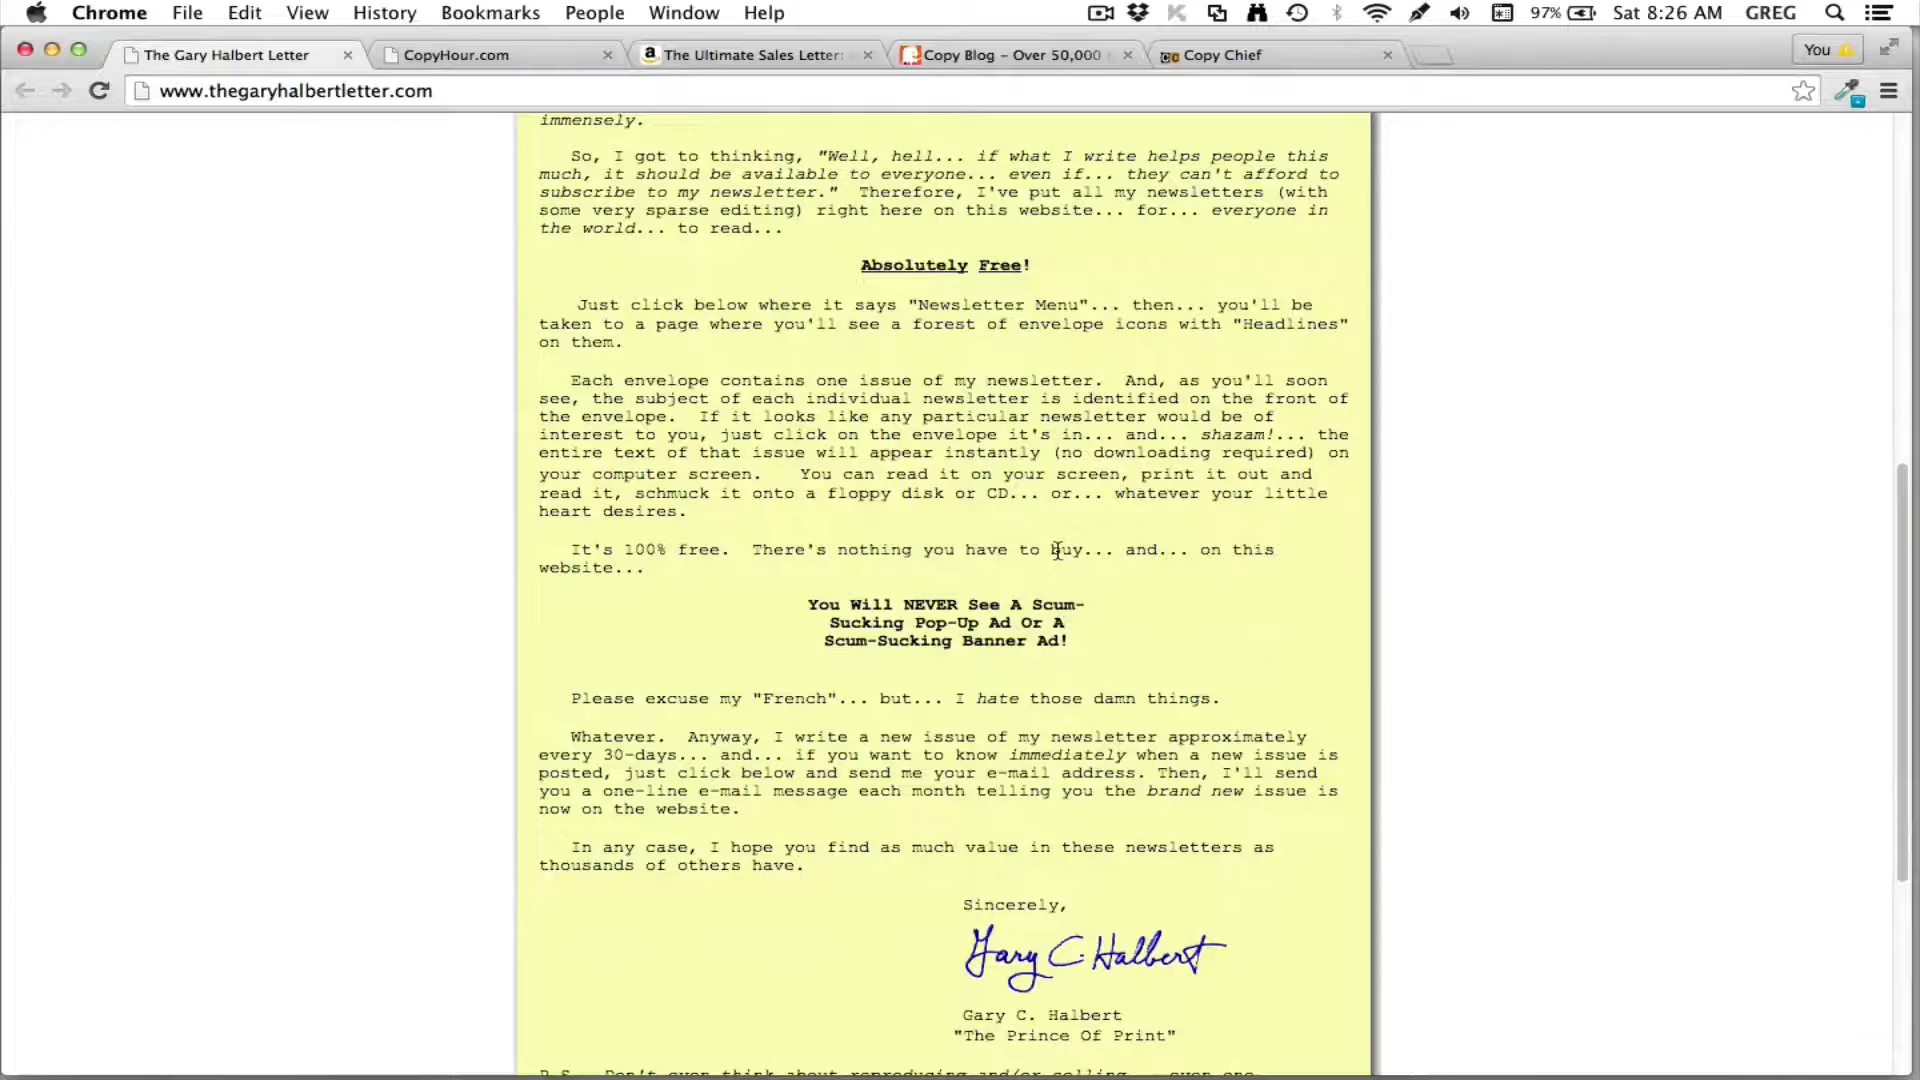 Chrome File Edit View History Bookmarks People Window Help 97% Sat 8:26 AM GREG
The Gary Halbert Letter CopyHour.com The Ultimate Sales Letter: Copy Blog – Over 50,000 Copy Chief You
www.thegaryhalbertletter.com
immensely.
So, I got to thinking, "Well, hell... if what I write helps people this
much, it should be available to everyone... even if... they can't afford to
subscribe to my newsletter." Therefore, I've put all my newsletters (with
some very sparse editing) right here on this website... for... everyone in
the world... to read...
Absolutely Free!
Just click below where it says "Newsletter Menu"... then... you'll be
taken to a page where you'll see a forest of envelope icons with "Headlines"
on them.
Each envelope contains one issue of my newsletter. And, as you'll soon
see, the subject of each individual newsletter is identified on the front of
the envelope. If it looks like any particular newsletter would be of
interest to you, just click on the envelope it's in... and... shazam!... the
entire text of that issue will appear instantly (no downloading required) on
your computer screen. You can read it on your screen, print it out and
read it, schmuck it onto a floppy disk or CD... or... whatever your little
heart desires.
It's 100% free. There's nothing you have to buy... and... on this
website...
You Will NEVER See A Scum-
Sucking Pop-Up Ad Or A
Scum-Sucking Banner Ad!
Please excuse my "French"... but... I hate those damn things.
Whatever. Anyway, I write a new issue of my newsletter approximately
every 30-days... and... if you want to know immediately when a new issue is
posted, just click below and send me your e-mail address. Then, I'll send
you a one-line e-mail message each month telling you the brand new issue is
now on the website.
In any case, I hope you find as much value in these newsletters as
thousands of others have.
Sincerely,
Gary C. Halbert
Gary C. Halbert
"The Prince Of Print"
P.S. Don't even think about reproducing and/or selling... even one